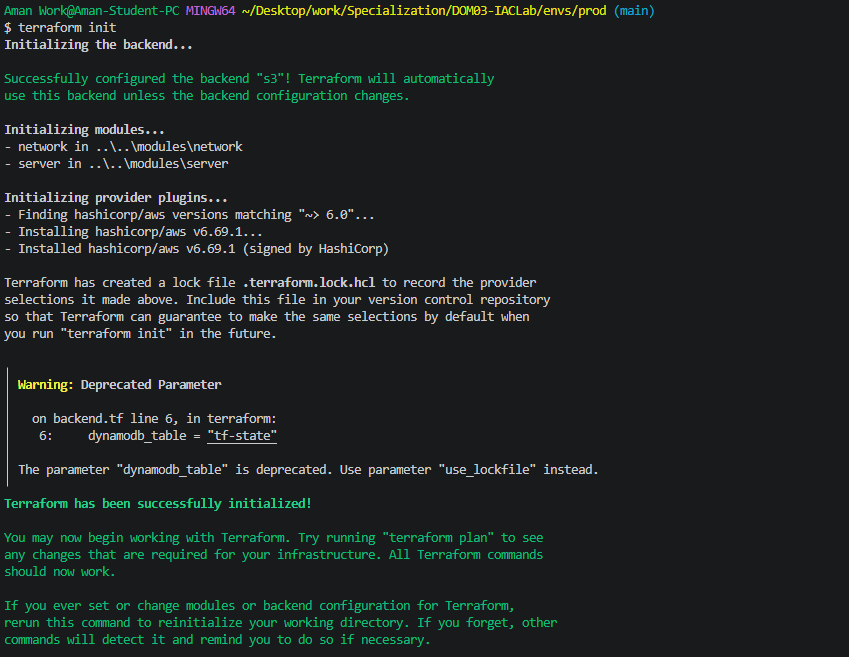 Aman Work@Aman-Student-PC MINGW64 ~/Desktop/work/Specialization/DOM03-IACLab/envs/prod (main)
$ terraform init
Initializing the backend...
Successfully configured the backend "s3"! Terraform will automatically
use this backend unless the backend configuration changes.
Initializing modules...
- network in ..\..\modules\network
- server in ..\..\modules\server
Initializing provider plugins...
- Finding hashicorp/aws versions matching "~> 6.0"...
- Installing hashicorp/aws v6.69.1...
- Installed hashicorp/aws v6.69.1 (signed by HashiCorp)
Terraform has created a lock file .terraform.lock.hcl to record the provider
selections it made above. Include this file in your version control repository
so that Terraform can guarantee to make the same selections by default when
you run "terraform init" in the future.
Warning: Deprecated Parameter
on backend.tf line 6, in terraform:
6:     dynamodb_table = "tf-state"
The parameter "dynamodb_table" is deprecated. Use parameter "use_lockfile" instead.
Terraform has been successfully initialized!
You may now begin working with Terraform. Try running "terraform plan" to see
any changes that are required for your infrastructure. All Terraform commands
should now work.
If you ever set or change modules or backend configuration for Terraform,
rerun this command to reinitialize your working directory. If you forget, other
commands will detect it and remind you to do so if necessary.